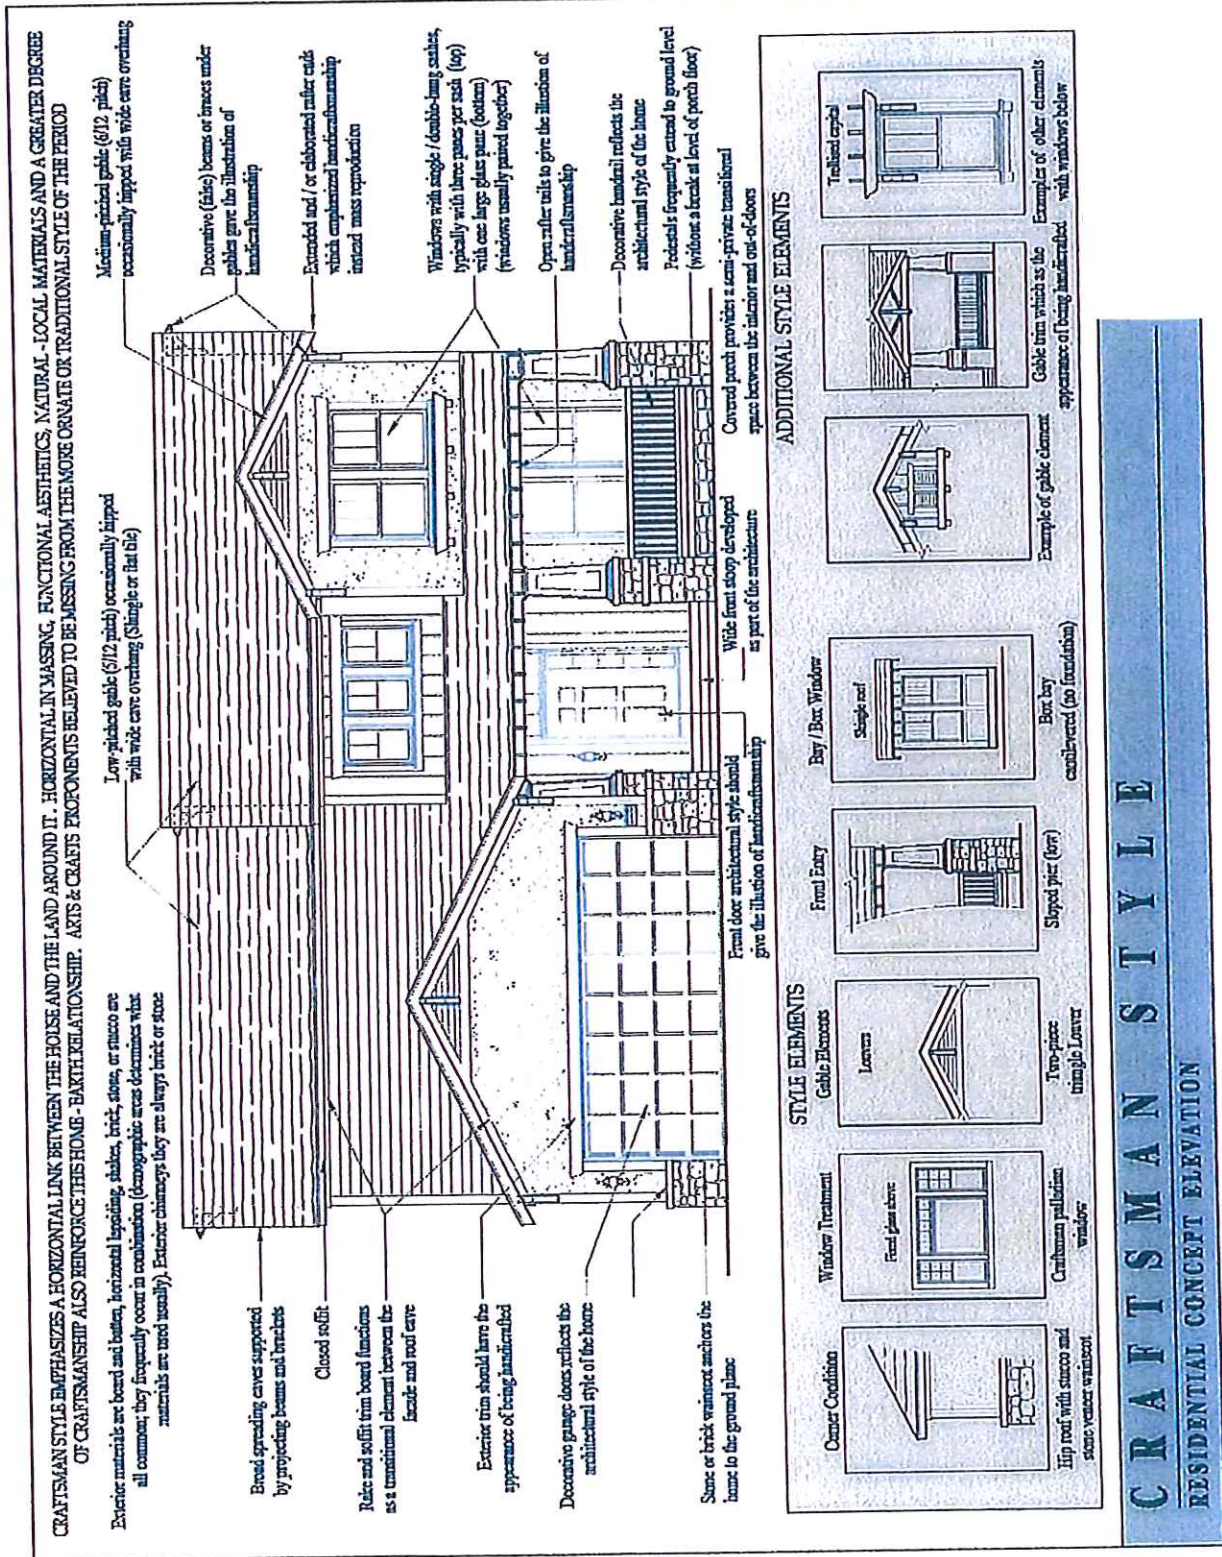 CRAFTSMAN STYLE EMPHASIZES A HORIZONTAL LINK BETWEEN THE HOUSE AND THE LAND AROUND IT. HORIZONTAL IN MASSING, FUNCTIONAL AESTHETICS, NATURAL - LOCAL MATERIALS AND A GREATER DEGREE
OF CRAFTSMANSHIP ALSO REINFORCE THIS HOME - EARTH RELATIONSHIP. ARTS & CRAFTS PROPONENTS BELIEVED TO BE MISSING FROM THE MORE ORNATE OR TRADITIONAL STYLE OF THE PERIOD
Exterior materials are board and batten, horizontal lapsiding, shakes, brick, stone, or stucco are
all common; they frequently occur in combination (demographic areas determines what
materials are used usually). Exterior chimneys they are always brick or stone
Low-pitched gable (5/12 pitch) occasionally hipped
with wide eave overhang (Shingle or flat tile)
Medium-pitched gable (6/12 pitch)
occasionally hipped with wide eave overhang
Broad spreading eaves supported
by projecting beams and brackets
Closed soffit
Rake and soffit trim board functions
as a transitional element between the
facade and roof eave
Exterior trim should have the
appearance of being handicrafted
Decorative garage doors reflects the
architectural style of the home
Stone or brick wainscot anchors the
home to the ground plane
Decorative (false) beams or braces under
gables gave the illustration of
handicraftsmanship
Extended and / or elaborated rafter ends
which emphasized handicraftsmanship
instead mass reproduction
Windows with single / double-hung sashes,
typically with three panes per sash (top)
with one large glass pane (bottom)
(windows usually paired together)
Open rafter tails to give the illusion of
handcraftsmanship
Decorative handrail reflects the
architectural style of the home
Pedestals frequently extend to ground level
(without a break at level of porch floor)
Front door architectural style should
give the illustion of handicraftsmanship
Wide front stoop developed
as part of the architecture
Covered porch provides a semi-private transitional
space between the interior and out-of-doors
STYLE ELEMENTS
Corner Condition
Hip roof with stucco and
stone veneer wainscot
Window Treatment
Fixed glass above
Craftsman palladian
window
Gable Elements
Louvers
Two-piece
triangle Louver
Front Entry
Sloped pier (low)
Bay / Box Window
Shingle roof
Box bay
cantilevered (no foundation)
ADDITIONAL STYLE ELEMENTS
Example of gable element
Gable trim which as the
appearance of being handicrafted
Trellised capital
Examples of other elements
with windows below
CRAFTSMAN STYLE
RESIDENTIAL CONCEPT ELEVATION